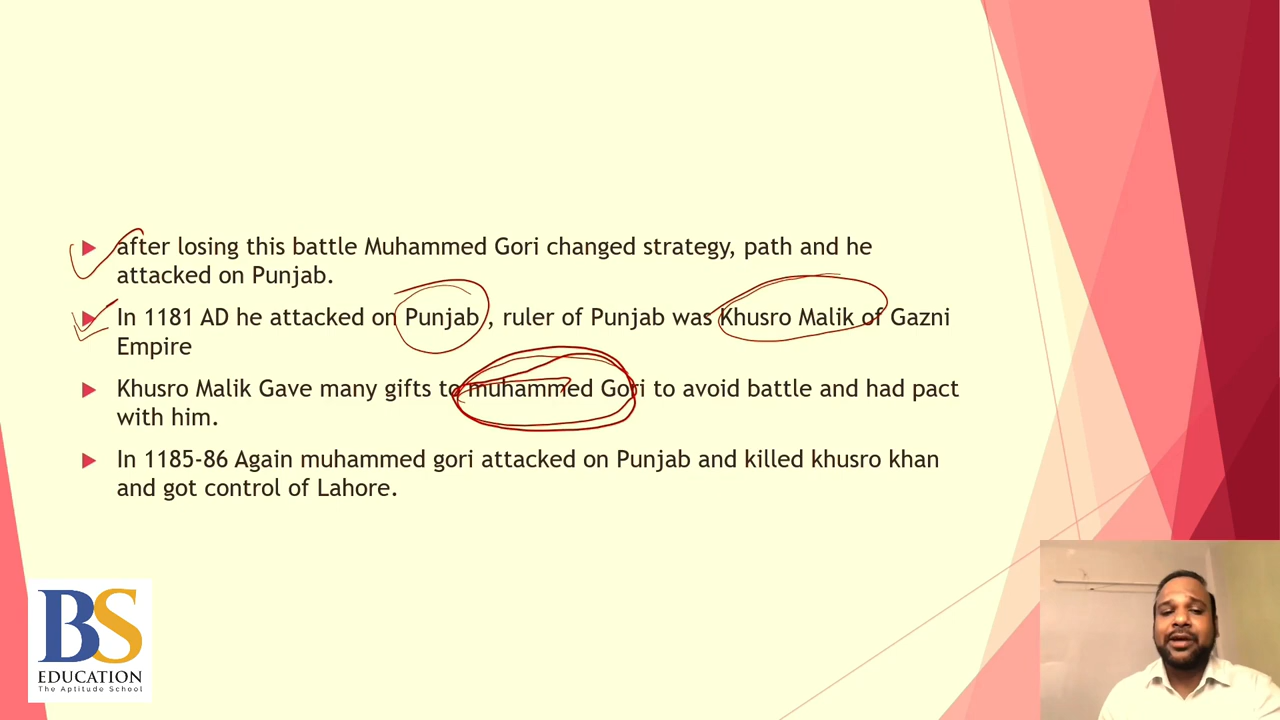 after losing this battle Muhammed Gori changed strategy, path and he
attacked on Punjab.
In 1181 AD he attacked on Punjab , ruler of Punjab was Khusro Malik of Gazni
Empire
Khusro Malik Gave many gifts to muhammed Gori to avoid battle and had pact
with him.
In 1185-86 Again muhammed gori attacked on Punjab and killed khusro khan
and got control of Lahore.
BS
EDUCATION
The Aptitude School